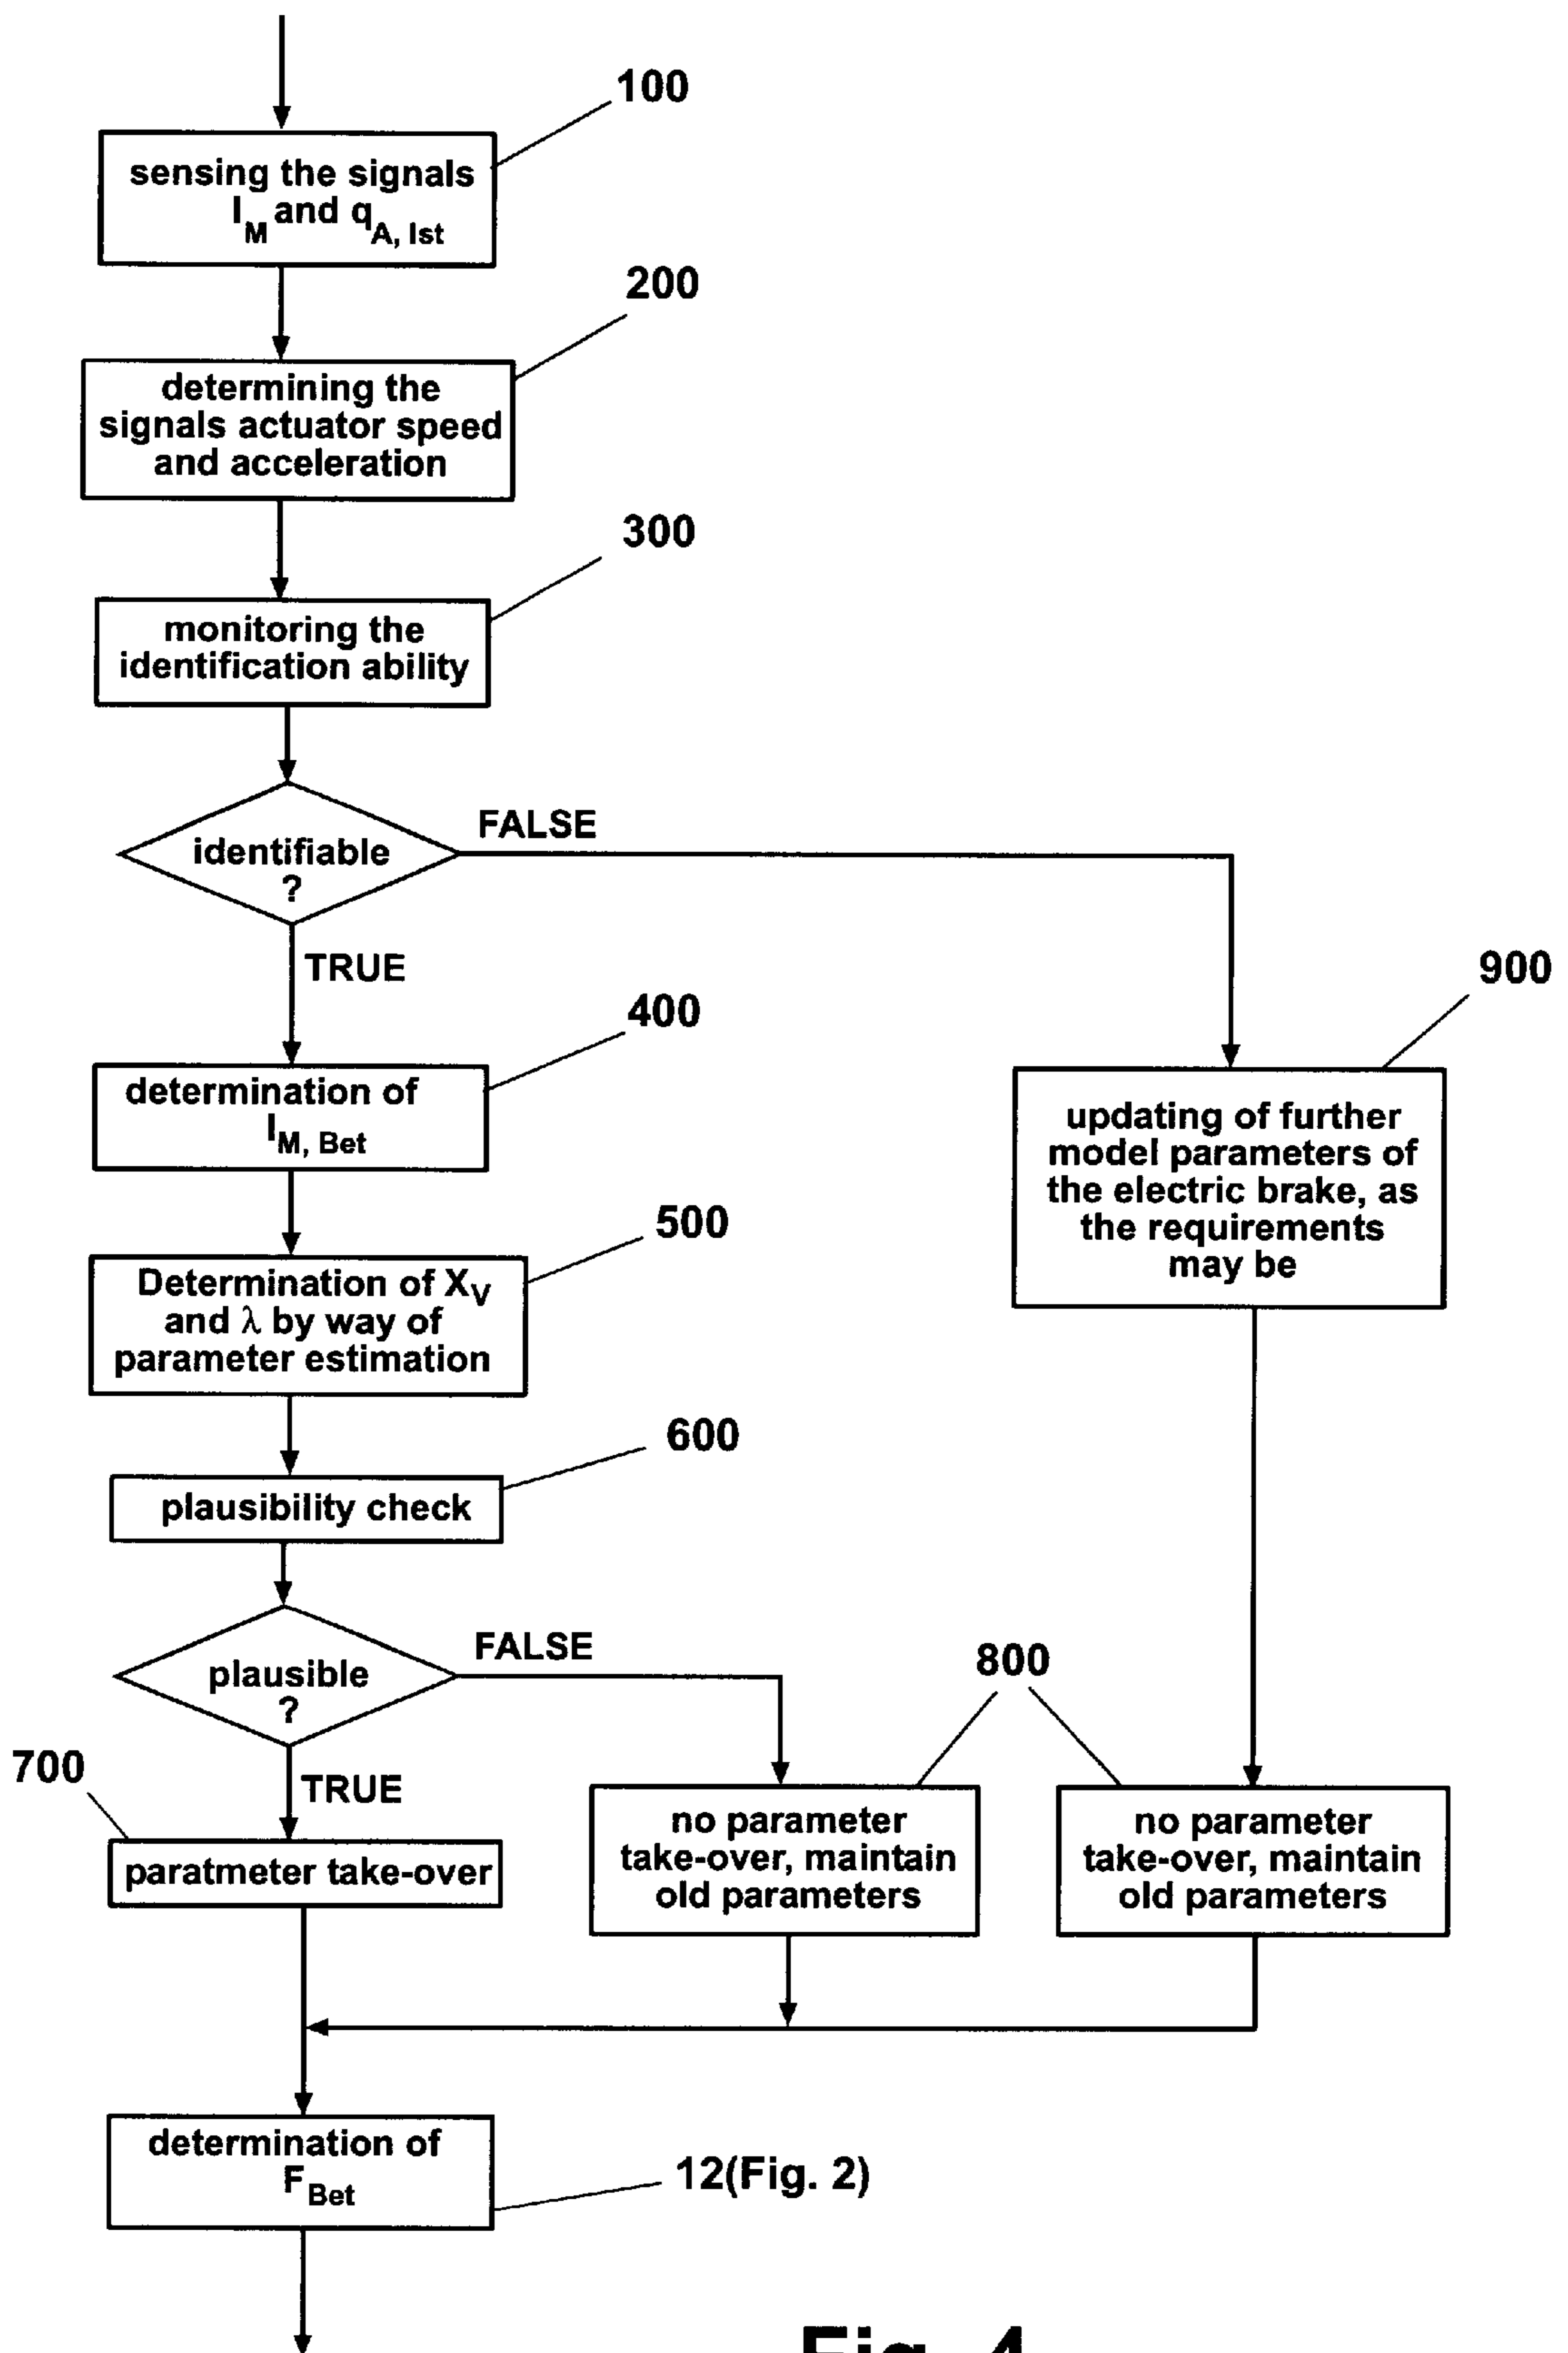 100
sensing the signals
I_M and q_A, Ist
200
determining the
signals actuator speed
and acceleration
300
monitoring the
identification ability
identifiable
?
FALSE
TRUE
400
determination of
I_M, Bet
900
updating of further
model parameters of
the electric brake, as
the requirements
may be
500
Determination of X_V
and λ by way of
parameter estimation
600
plausibility check
plausible
?
FALSE
TRUE
700
paratmeter take-over
800
no parameter
take-over, maintain
old parameters
no parameter
take-over, maintain
old parameters
determination of
F_Bet
12(Fig. 2)
Fig. 4